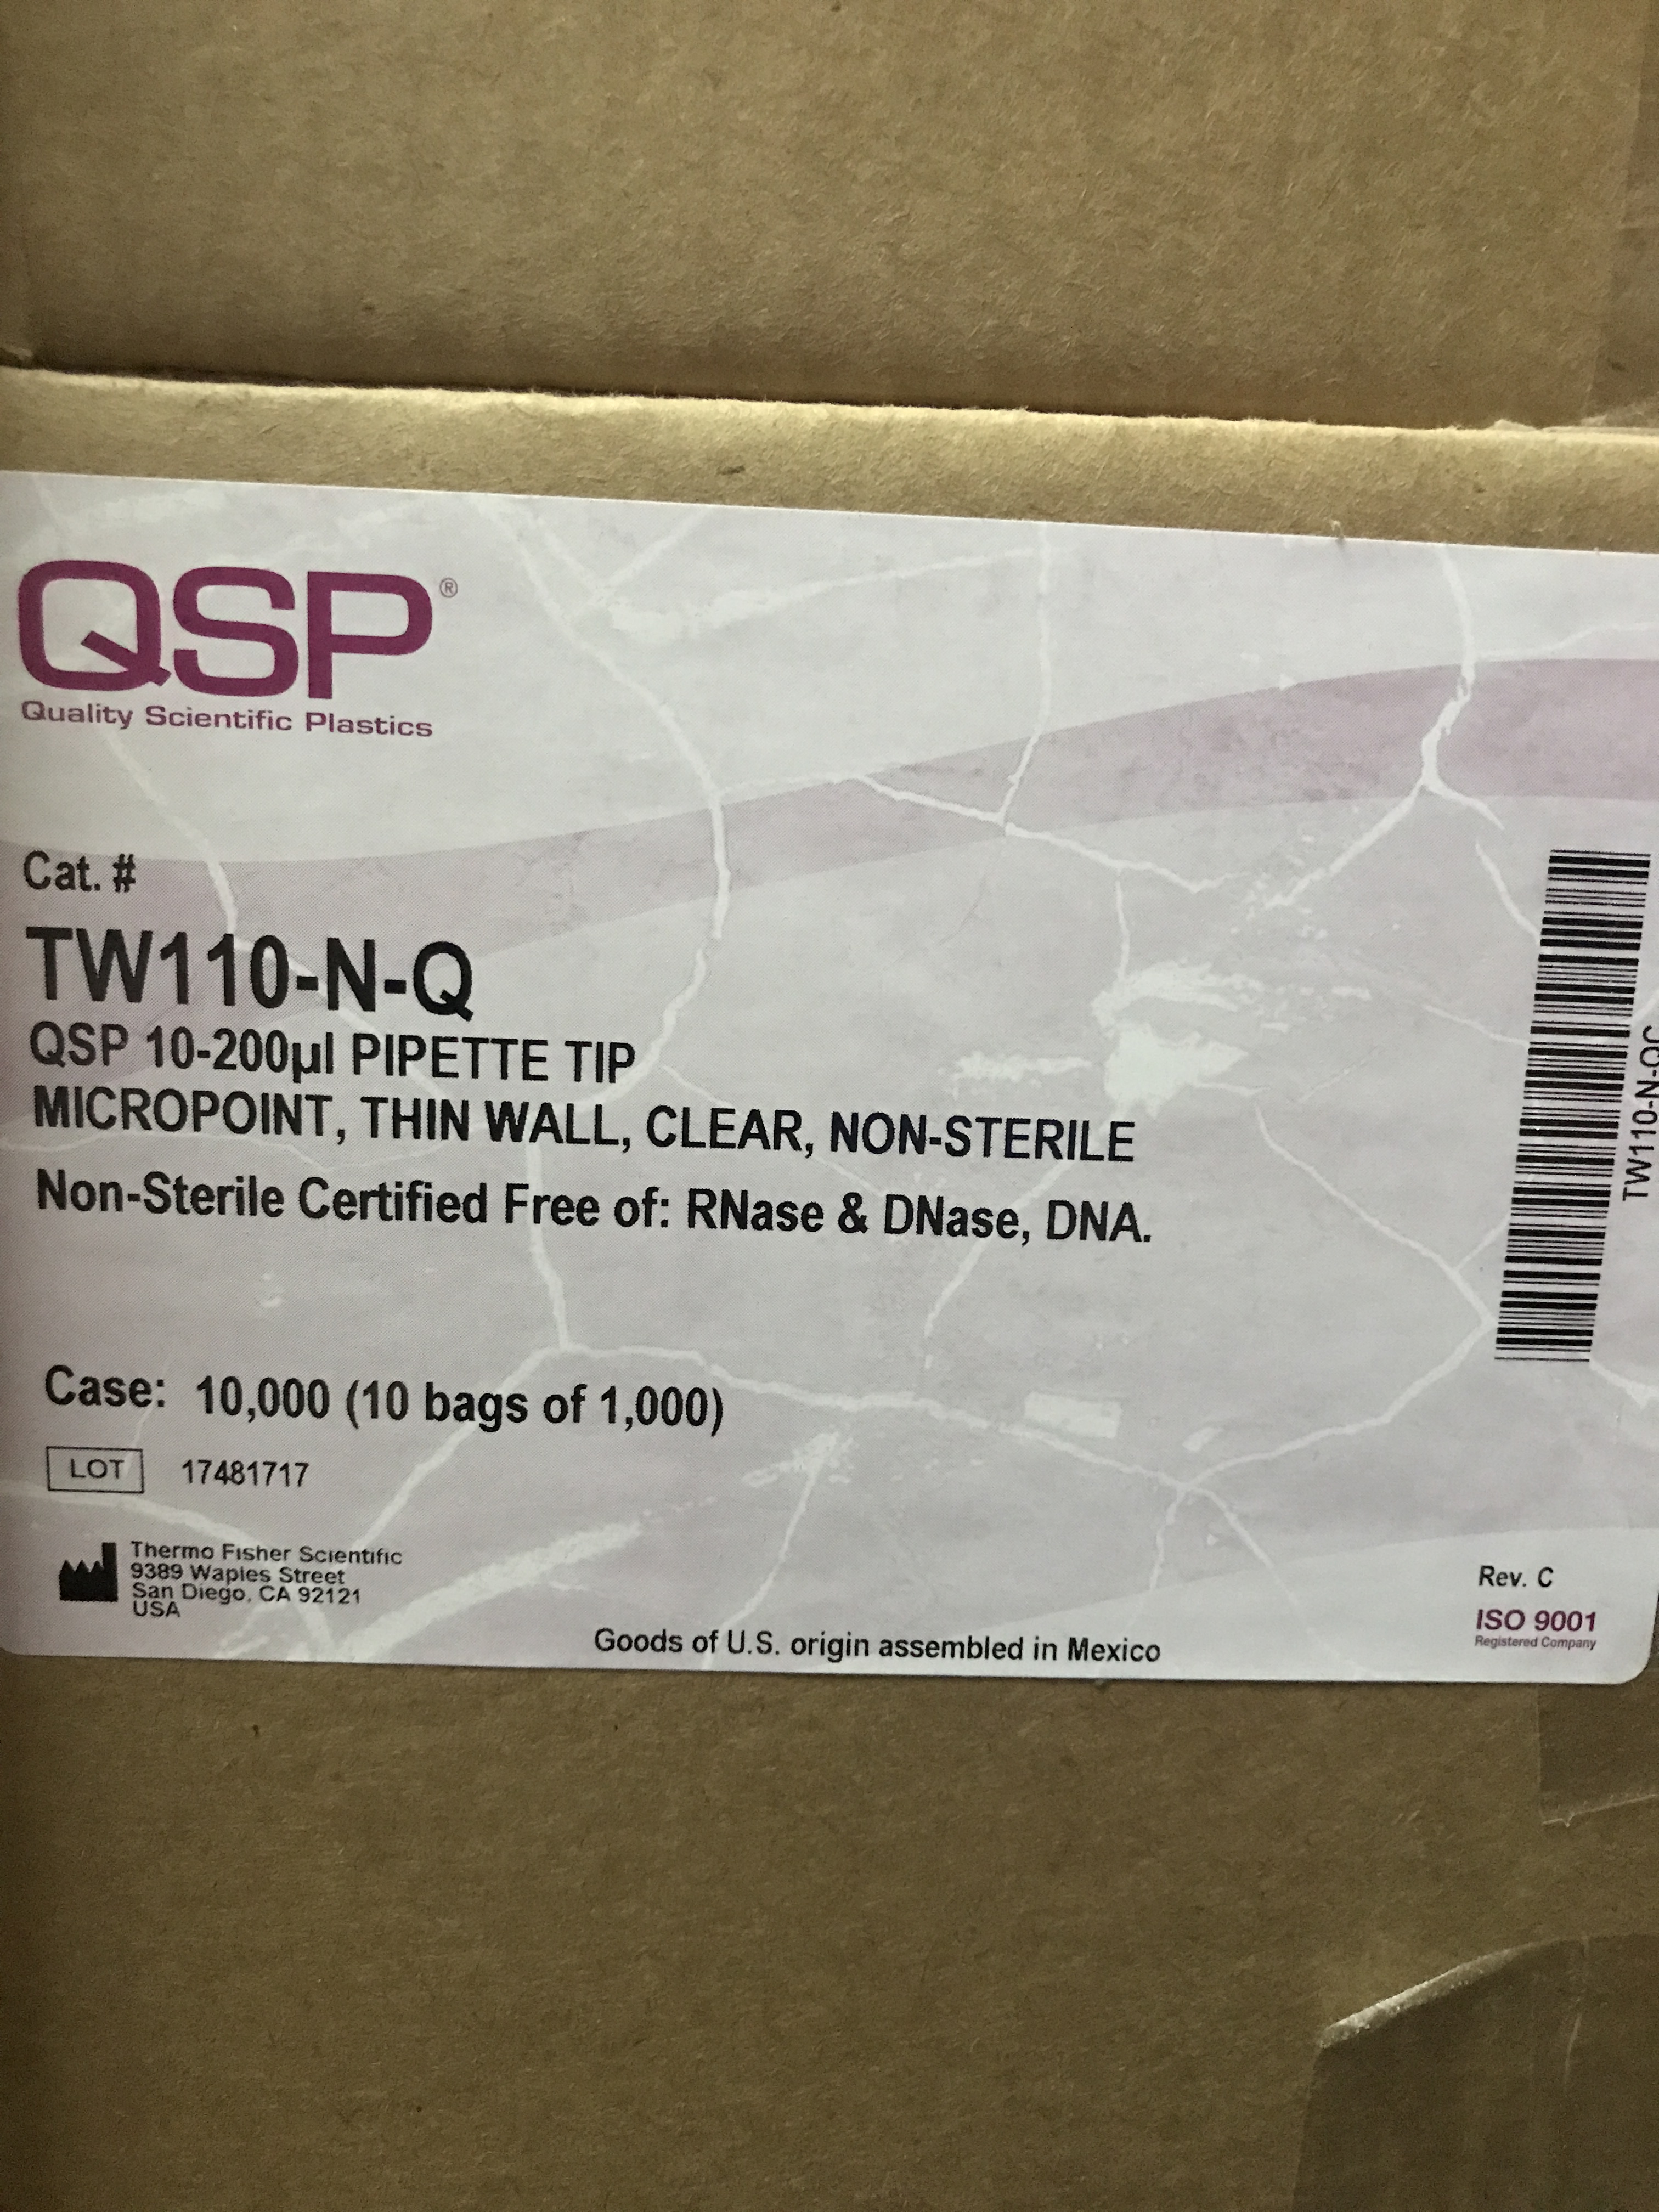 QSP®
Quality Scientific Plastics
Cat. #
TW110-N-Q
QSP 10-200µl PIPETTE TIP
MICROPOINT, THIN WALL, CLEAR, NON-STERILE
Non-Sterile Certified Free of: RNase & DNase, DNA.
Case: 10,000 (10 bags of 1,000)
LOT 17481717
Thermo Fisher Scientific
9389 Waples Street
San Diego, CA 92121
USA
Goods of U.S. origin assembled in Mexico
Rev. C
ISO 9001
Registered Company
TW110-N-QC